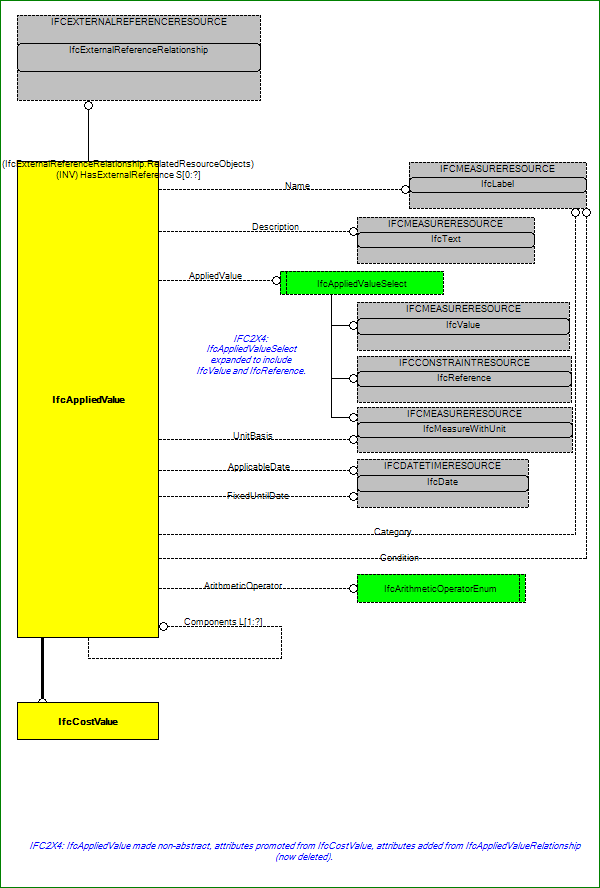 IFCEXTERNALREFERENCERESOURCE
IfcExternalReferenceRelationship
(IfcExternalReferenceRelationship.RelatedResourceObjects)
(INV) HasExternalReference S[0:?]
Name
IFCMEASURERESOURCE
IfcLabel
Description
IFCMEASURERESOURCE
IfcText
AppliedValue
IfcAppliedValueSelect
IFCMEASURERESOURCE
IfcValue
IFC2X4:
IfcAppliedValueSelect
expanded to include
IfcValue and IfcReference.
IFCCONSTRAINTRESOURCE
IfcReference
IfcAppliedValue
IFCMEASURERESOURCE
IfcMeasureWithUnit
UnitBasis
ApplicableDate
IFCDATETIMERESOURCE
IfcDate
FixedUntilDate
Category
Condition
ArithmeticOperator
IfcArithmeticOperatorEnum
Components L[1:?]
IfcCostValue
IFC2X4: IfcAppliedValue made non-abstract, attributes promoted from IfcCostValue, attributes added from IfcAppliedValueRelationship
(now deleted).